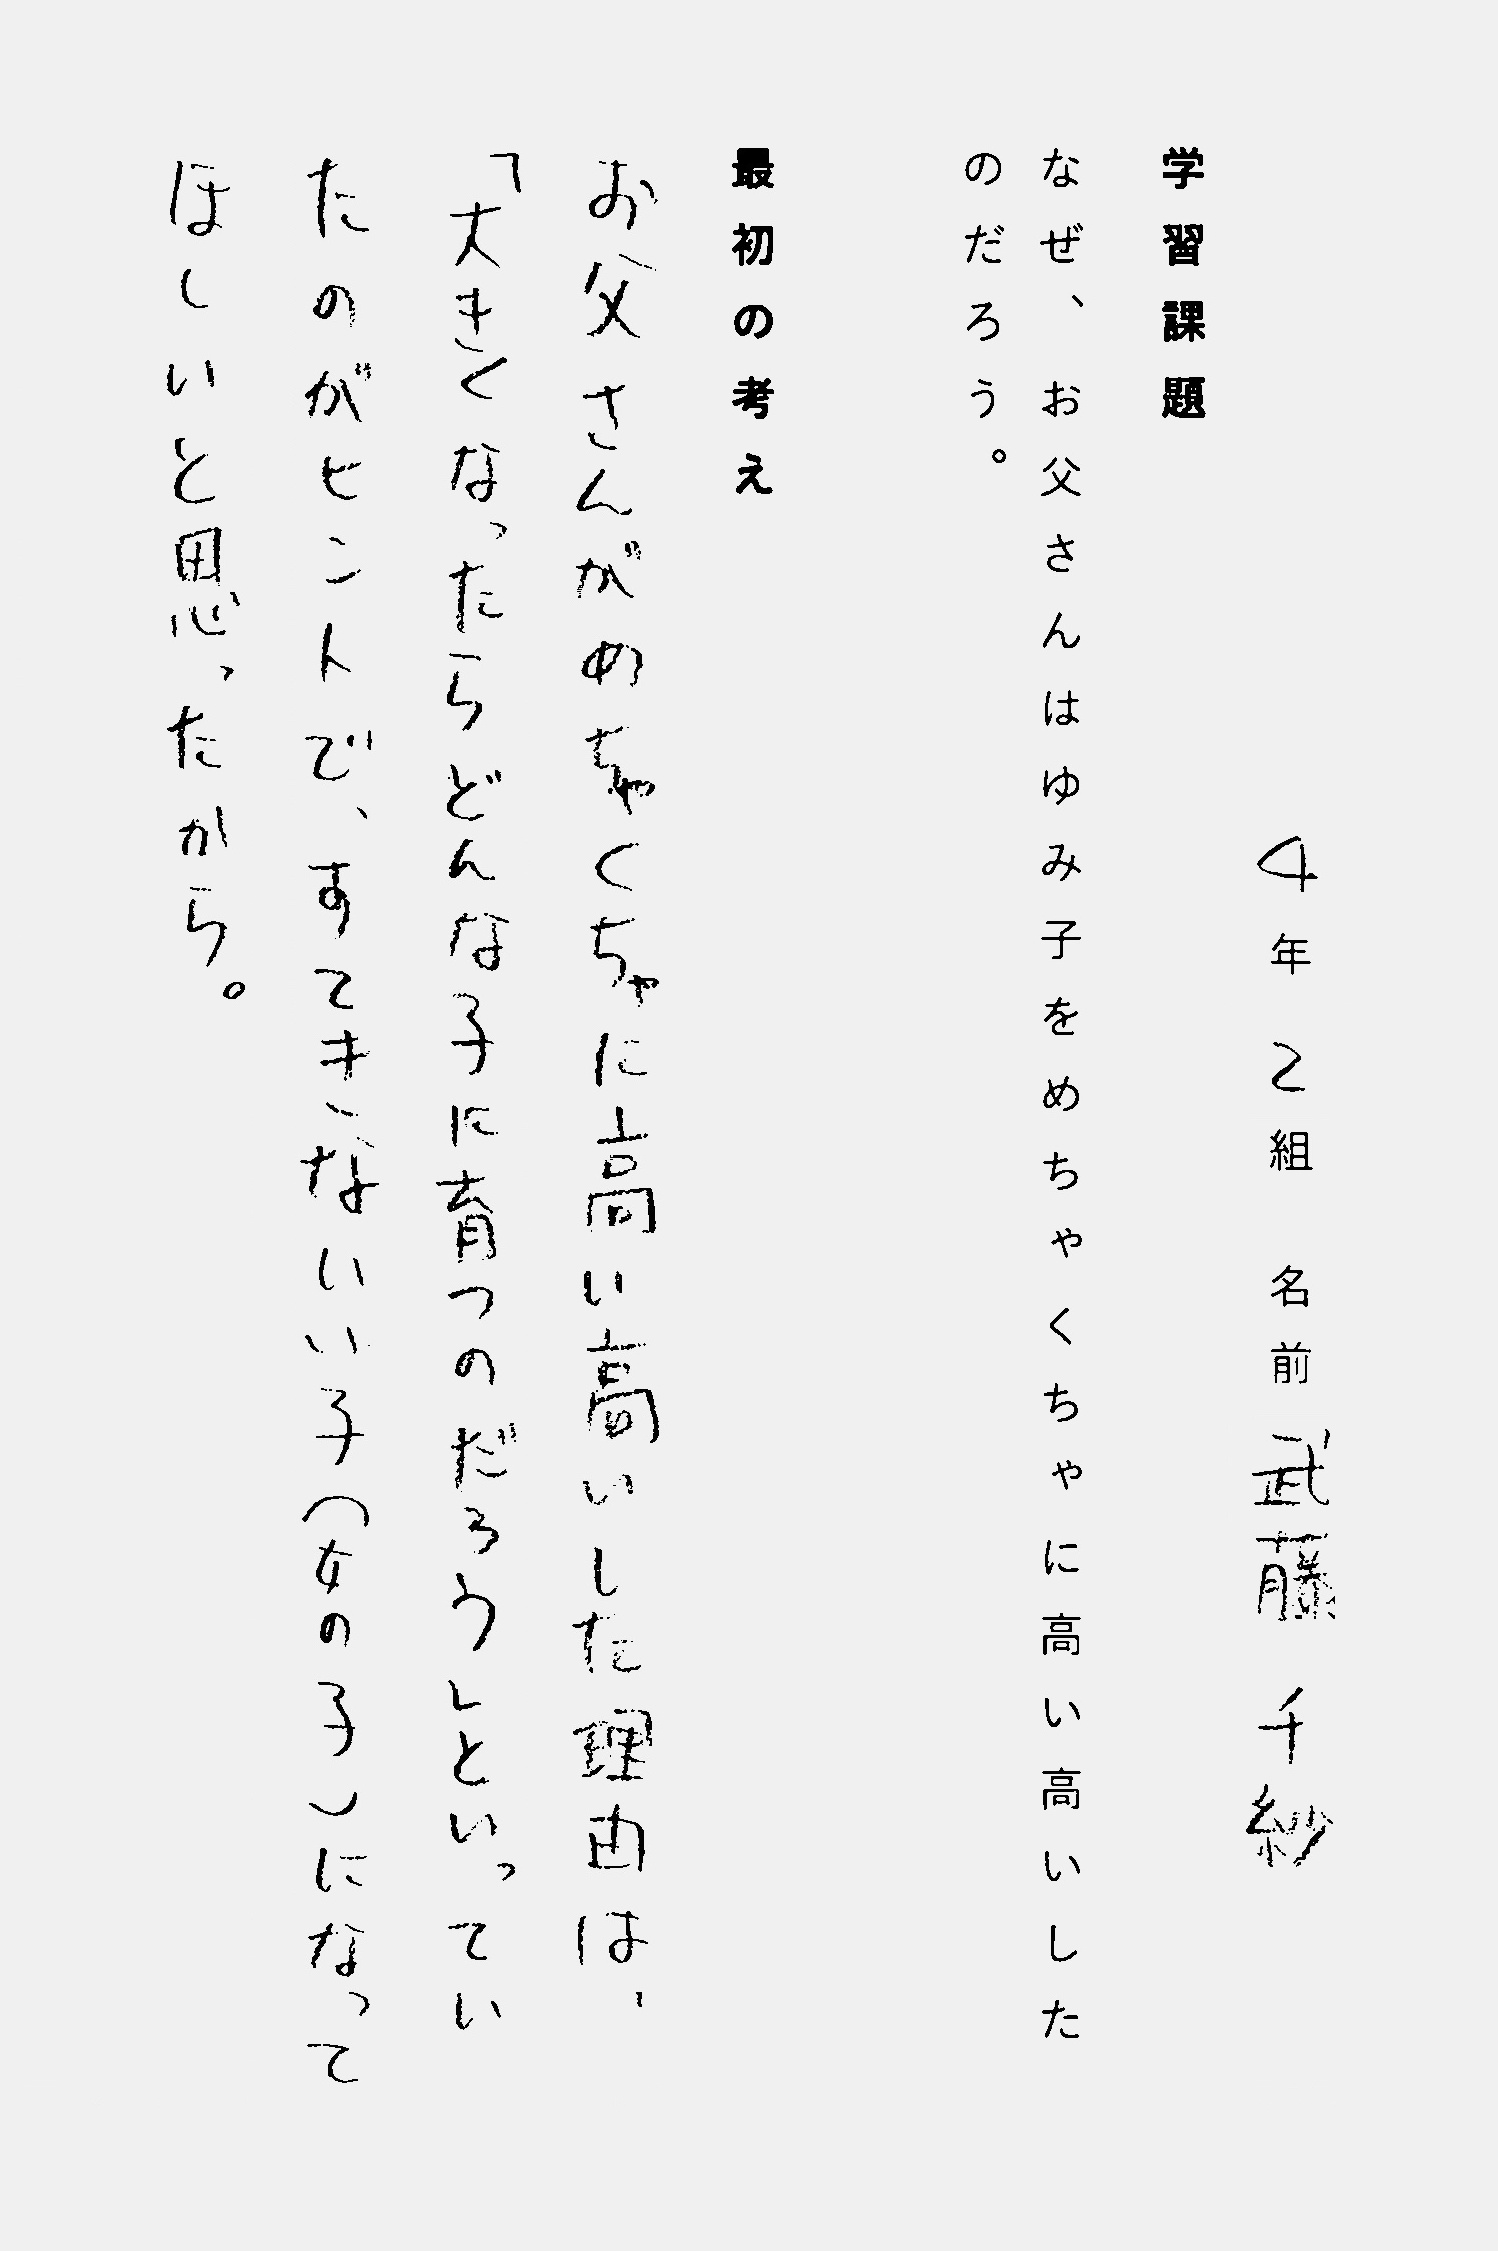 4年 2組 名前 武藤 千紗
学習課題
なぜ、お父さんはゆみ子をめちゃくちゃに高い高いした
のだろう。
最初の考え
お父さんがめちゃくちゃに高い高いした理由は、
「大きくなったらどんな子に育つのだろう」といってい
たのがヒントで、すてきないい子(女の子)になって
ほしいと思ったから。